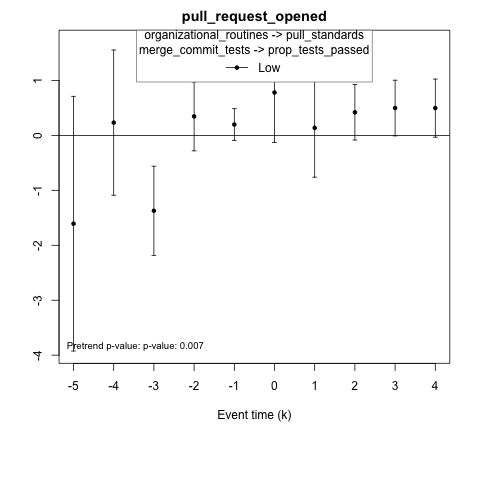 pull_request_opened
organizational_routines -> pull_standards
merge_commit_tests -> prop_tests_passed
Low
1
0
-1
-2
-3
-4
Pretrend p-value: p-value: 0.007
-5 -4 -3 -2 -1 0 1 2 3 4
Event time (k)